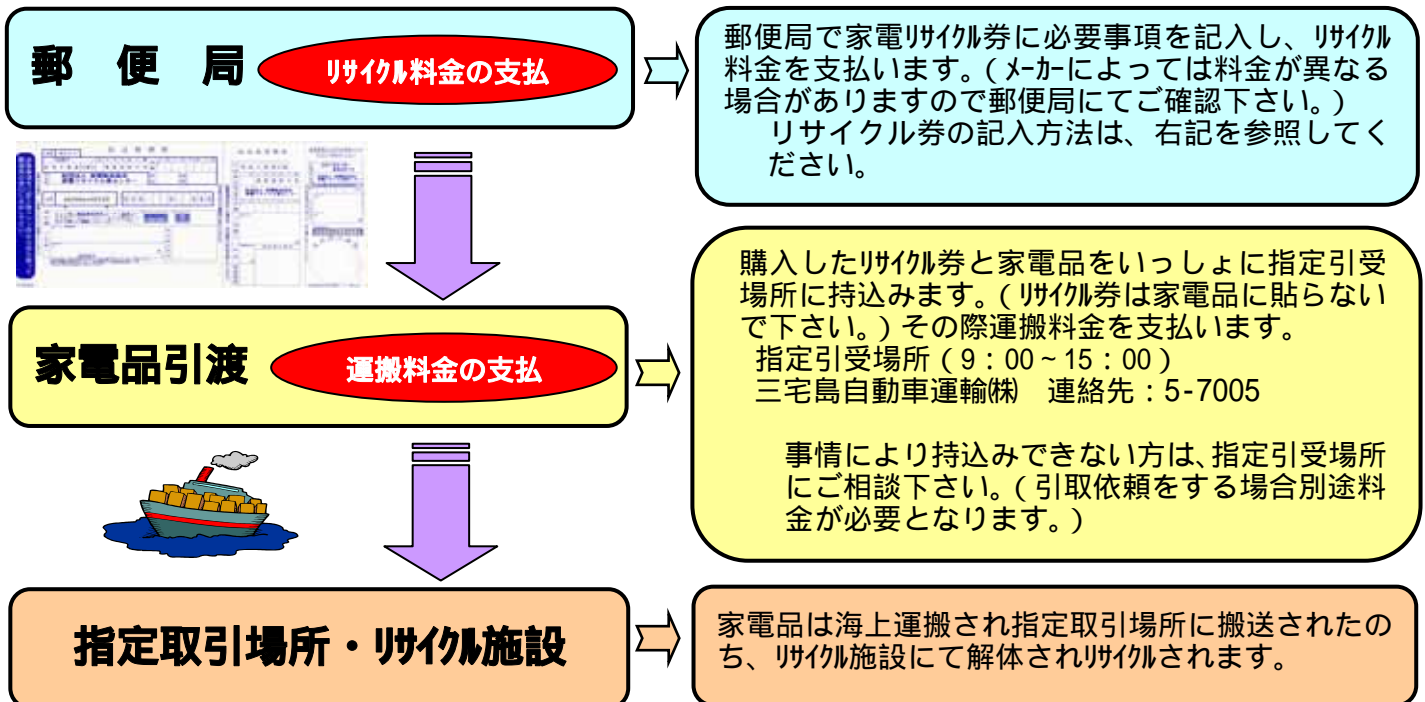 郵 便 局
ﾘｻｲｸﾙ料金の支払
郵便局で家電ﾘｻｲｸﾙ券に必要事項を記入し、ﾘｻｲｸﾙ
料金を支払います。(ﾒｰｶｰによっては料金が異なる
場合がありますので郵便局にてご確認下さい。)
リサイクル券の記入方法は、右記を参照してく
ださい。
家電品引渡
運搬料金の支払
購入したﾘｻｲｸﾙ券と家電品をいっしょに指定引受
場所に持込みます。(ﾘｻｲｸﾙ券は家電品に貼らない
で下さい。)その際運搬料金を支払います。
指定引受場所(9:00~15:00)
三宅島自動車運輸㈱ 連絡先:5-7005
事情により持込みできない方は、指定引受場所
にご相談下さい。(引取依頼をする場合別途料
金が必要となります。)
指定取引場所・ﾘｻｲｸﾙ施設
家電品は海上運搬され指定取引場所に搬送されたの
ち、ﾘｻｲｸﾙ施設にて解体されﾘｻｲｸﾙされます。